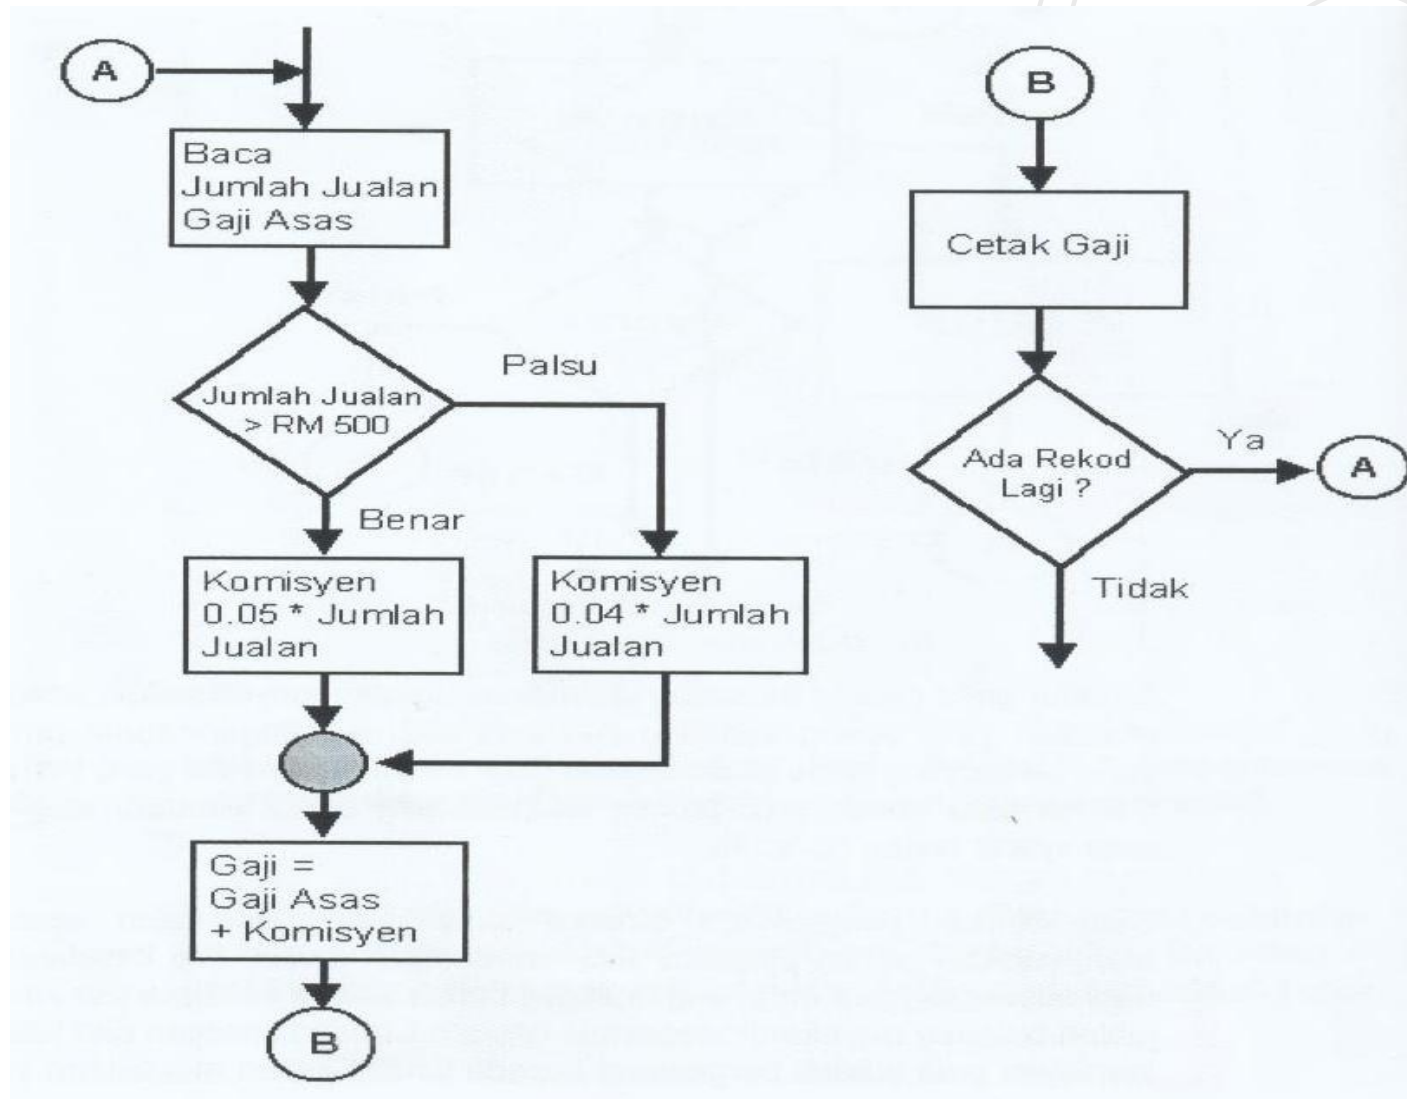 A
Baca
Jumlah Jualan
Gaji Asas
Jumlah Jualan
> RM 500
Palsu
Benar
Komisyen
0.05 * Jumlah
Jualan
Komisyen
0.04 * Jumlah
Jualan
Gaji =
Gaji Asas
+ Komisyen
B
B
Cetak Gaji
Ada Rekod
Lagi ?
Ya
A
Tidak